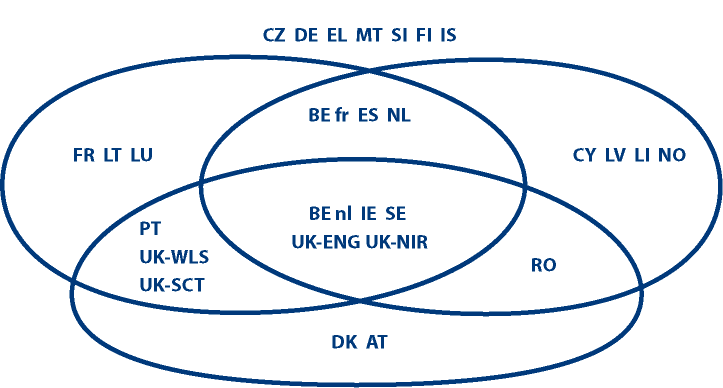 CZ DE EL MT SI FI IS
BE fr ES NL
FR LT LU
CY LV LI NO
BE nl IE SE
UK-ENG UK-NIR
PT
UK-WLS
UK-SCT
RO
DK AT